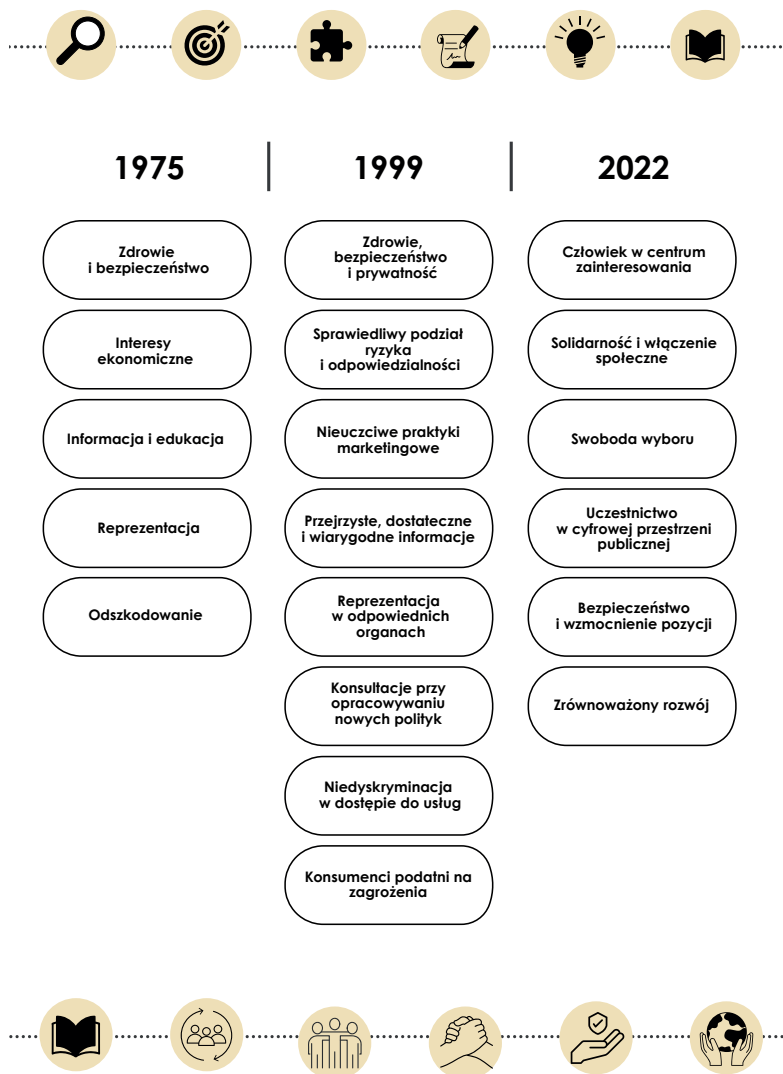 1975
1999
2022
Zdrowie
i bezpieczeństwo
Interesy
ekonomiczne
Informacja i edukacja
Reprezentacja
Odszkodowanie
Zdrowie,
bezpieczeństwo
i prywatność
Sprawiedliwy podział
ryzyka
i odpowiedzialności
Nieuczciwe praktyki
marketingowe
Przejrzyste, dostateczne
i wiarygodne informacje
Reprezentacja
w odpowiednich
organach
Konsultacje przy
opracowywaniu
nowych polityk
Niedyskryminacja
w dostępie do usług
Konsumenci podatni na
zagrożenia
Człowiek w centrum
zainteresowania
Solidarność i włączenie
społeczne
Swoboda wyboru
Uczestnictwo
w cyfrowej przestrzeni
publicznej
Bezpieczeństwo
i wzmocnienie pozycji
Zrównoważony rozwój